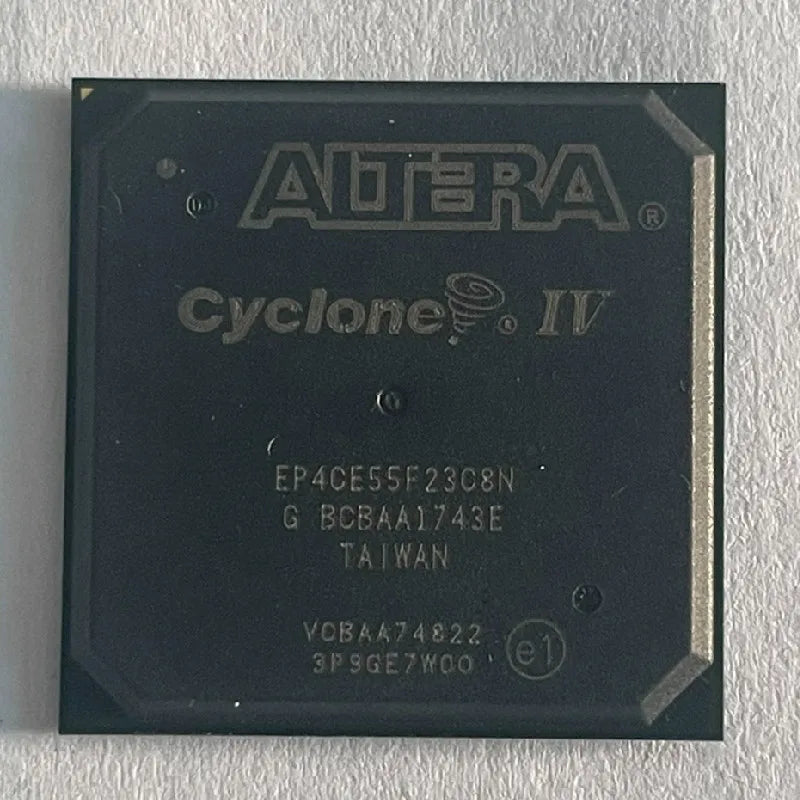 ALTERA®
Cyclone® IV
EP4CE55F23C8N
G BCBAA1743E
TAIWAN
VCBAA74822
3P9GE7W00
e1